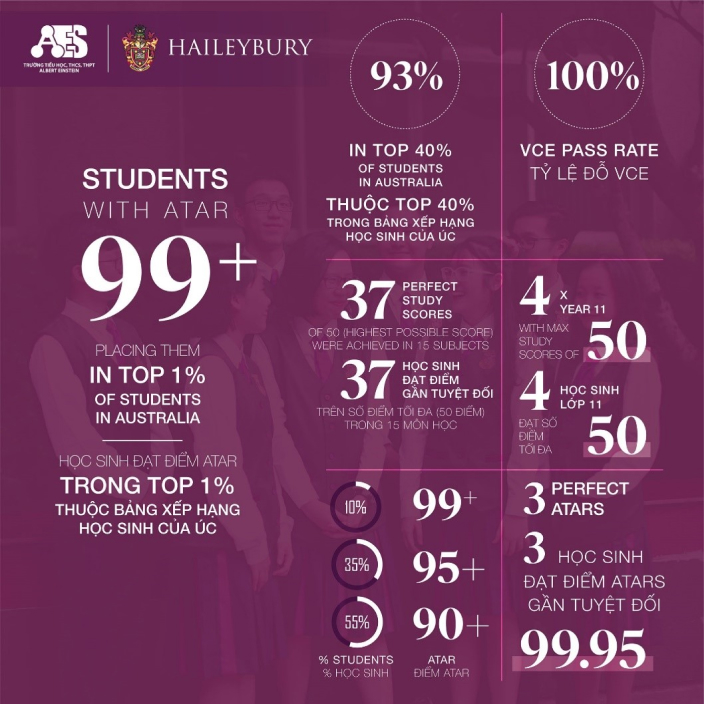 AES
TRƯỜNG TIỂU HỌC, THCS, THPT
ALBERT EINSTEIN
HAILEYBURY
STUDENTS
WITH ATAR
99+
PLACING THEM
IN TOP 1%
OF STUDENTS
IN AUSTRALIA
HỌC SINH ĐẠT ĐIỂM ATAR
TRONG TOP 1%
THUỘC BẢNG XẾP HẠNG
HỌC SINH CỦA ÚC
93%
IN TOP 40%
OF STUDENTS
IN AUSTRALIA
THUỘC TOP 40%
TRONG BẢNG XẾP HẠNG
HỌC SINH CỦA ÚC
100%
VCE PASS RATE
TỶ LỆ ĐỖ VCE
37 PERFECT
STUDY
SCORES
OF 50 (HIGHEST POSSIBLE SCORE)
WERE ACHIEVED IN 15 SUBJECTS
37 HỌC SINH
ĐẠT ĐIỂM
GẦN TUYỆT ĐỐI
TRÊN SỐ ĐIỂM TỐI ĐA (50 ĐIỂM)
TRONG 15 MÔN HỌC
4 X
YEAR 11
WITH MAX
STUDY
SCORES OF 50
4 HỌC SINH
LỚP 11
ĐẠT SỐ
ĐIỂM
TỐI ĐA 50
10% 99+
35% 95+
55% 90+
% STUDENTS ATAR
% HỌC SINH ĐIỂM ATAR
3 PERFECT
ATARS
3 HỌC SINH
ĐẠT ĐIỂM ATARS
GẦN TUYỆT ĐỐI
99.95